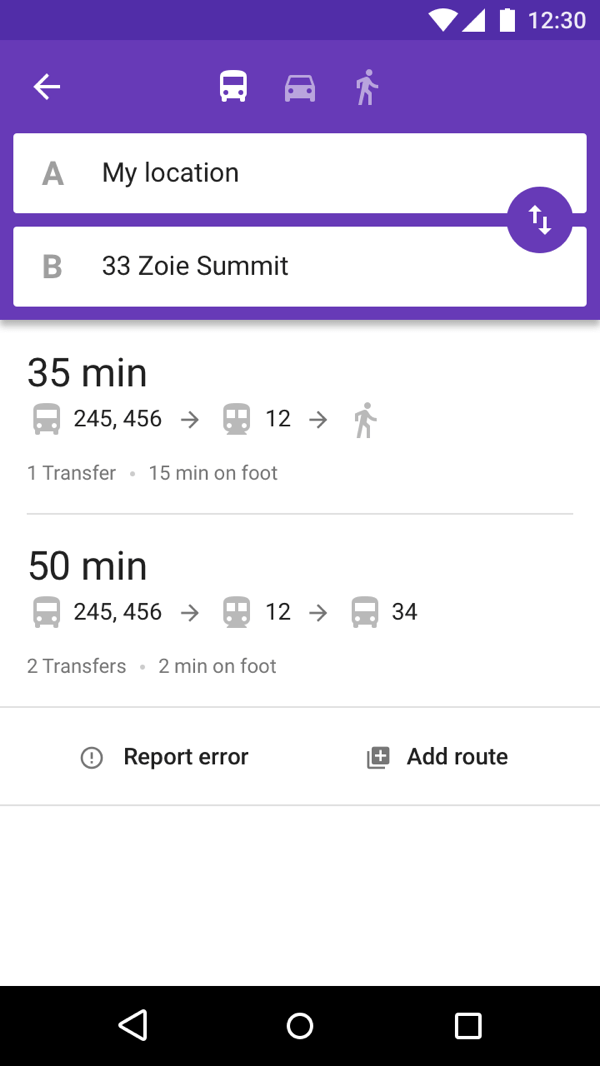 12:30
A My location
B 33 Zoie Summit
35 min
245, 456 → 12 →
1 Transfer • 15 min on foot
50 min
245, 456 → 12 → 34
2 Transfers • 2 min on foot
Report error Add route